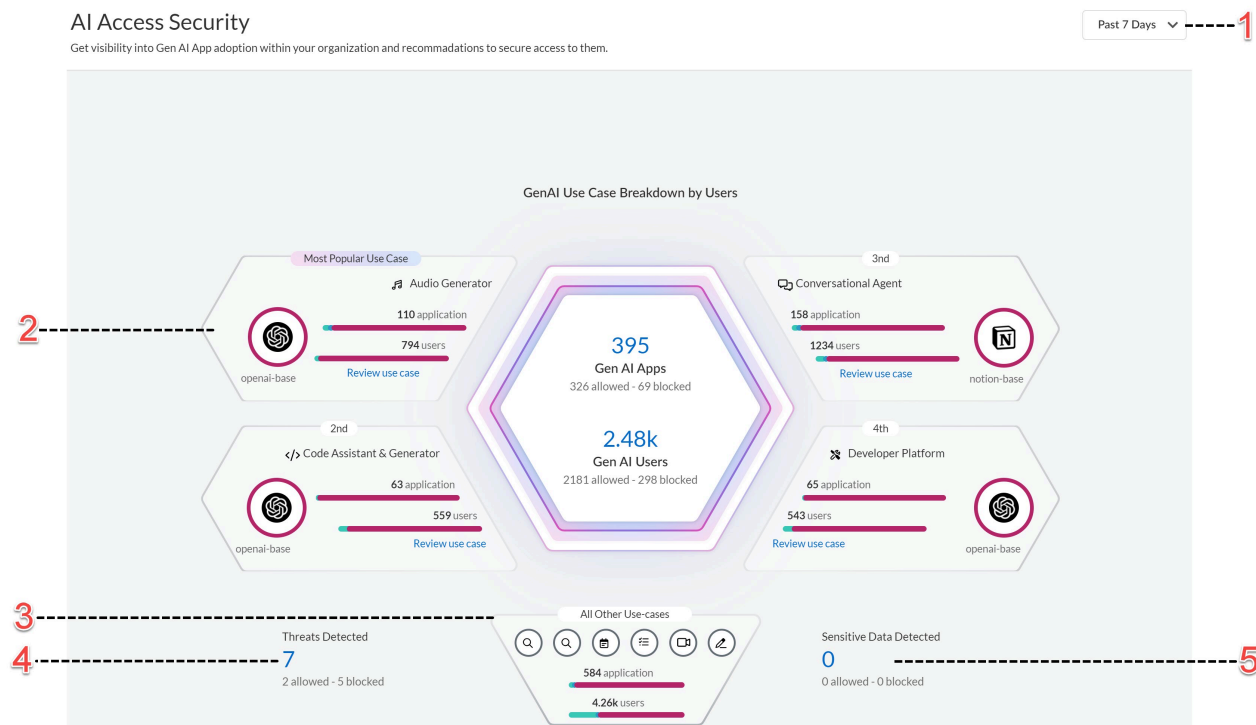 AI Access Security
Past 7 Days
1
Get visibility into Gen AI App adoption within your organization and recommadations to secure access to them.
GenAI Use Case Breakdown by Users
Most Popular Use Case
Audio Generator
110 application
794 users
Review use case
openai-base
2
2nd
</> Code Assistant & Generator
63 application
559 users
Review use case
openai-base
395
Gen AI Apps
326 allowed - 69 blocked
2.48k
Gen AI Users
2181 allowed - 298 blocked
3nd
Conversational Agent
158 application
1234 users
Review use case
N
notion-base
4th
Developer Platform
65 application
543 users
Review use case
openai-base
3
All Other Use-cases
584 application
4.26k users
4
Threats Detected
7
2 allowed - 5 blocked
Sensitive Data Detected
0
0 allowed - 0 blocked
5